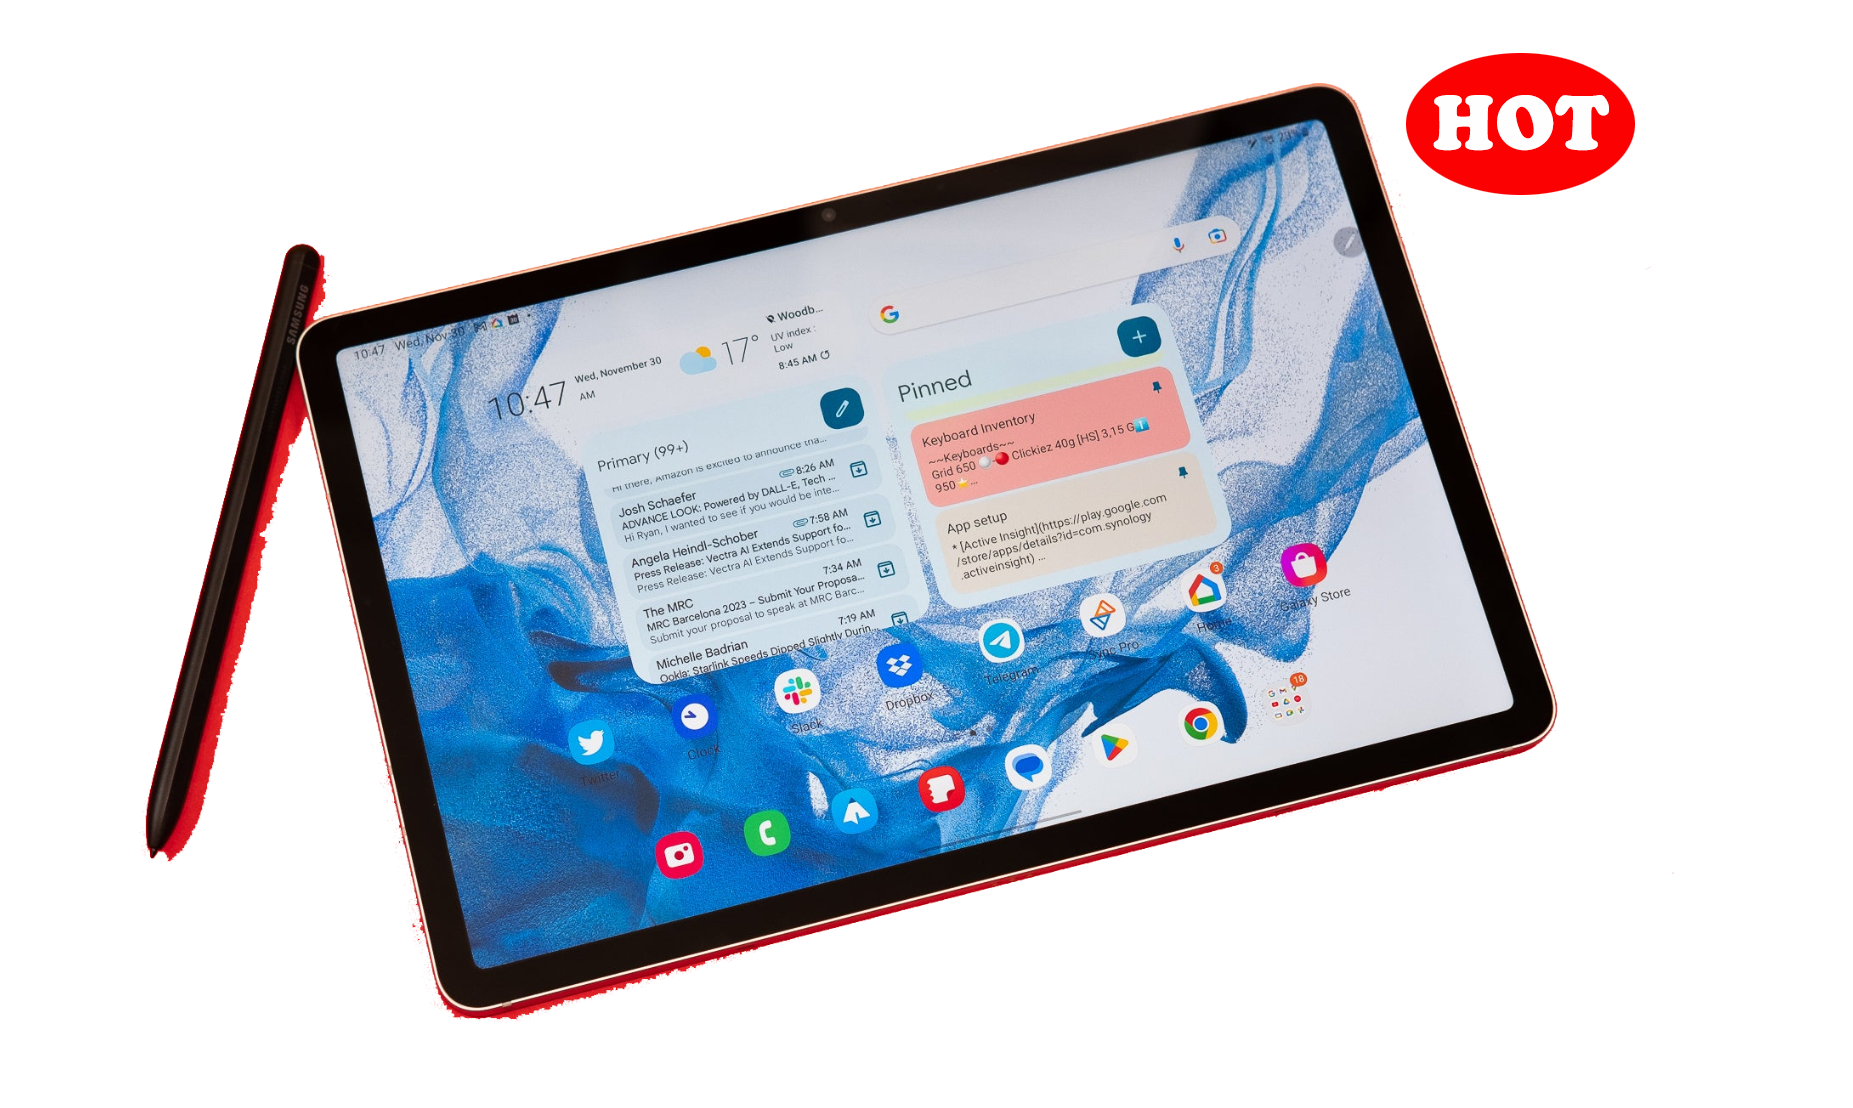 HOT
SAMSUNG
10:47 Wed, Nov 30
10:47
AM
Wed, November 30
17°
Woodb...
UV index :
Low
8:45 AM
Primary (99+)
Hi there, Amazon is excited to announce tha...
Josh Schaefer 8:26 AM
ADVANCE LOOK: Powered by DALL-E, Tech ...
Hi Ryan, I wanted to see if you would be inte...
Angela Heindl-Schober 7:58 AM
Press Release: Vectra AI Extends Support fo...
Press Release: Vectra AI Extends Support fo...
The MRC 7:34 AM
MRC Barcelona 2023 – Submit Your Proposa...
Submit your proposal to speak at MRC Barc...
Michelle Badrian 7:19 AM
Ookla: Starlink Speeds Dipped Slightly Durin...
Pinned
Keyboard Inventory
~~Keyboards~~
Grid 650 ⚪-🔴 Clickiez 40g [HS] 3,15 G
950⭐...
App setup
* [Active Insight](https://play.google.com
/store/apps/details?id=com.synology
.activeinsight) ...
Twitter
Clock
Slack
Dropbox
Telegram
Sync Pro
3
Home
Galaxy Store
18